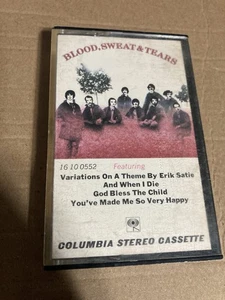 BLOOD, SWEAT & TEARS
16 10 0552 Featuring
Variations On A Theme By Erik Satie
And When I Die
God Bless The Child
You've Made Me So Very Happy
COLUMBIA STEREO CASSETTE